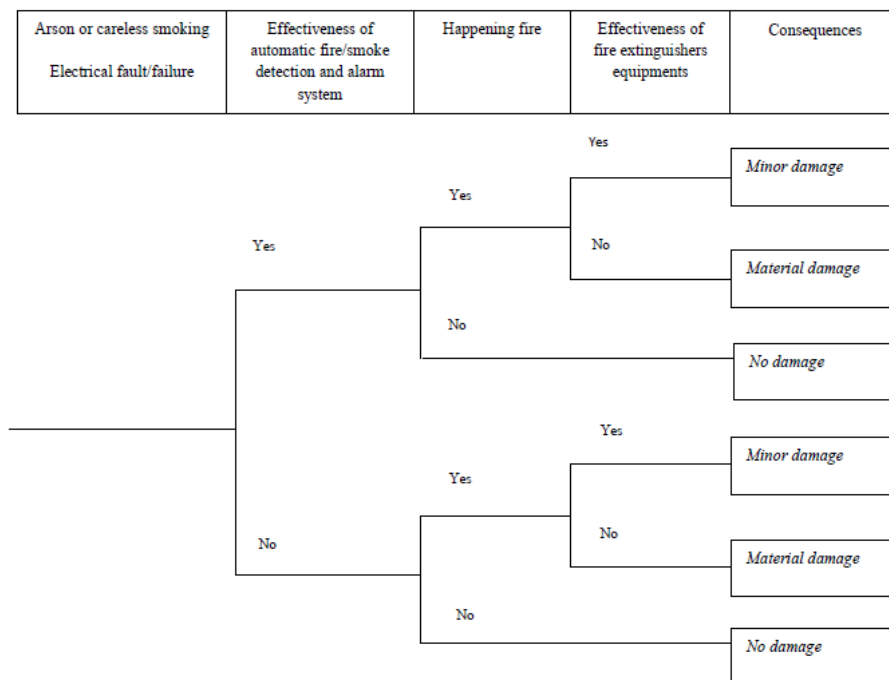 Arson or careless smoking
Electrical fault/failure
Effectiveness of
automatic fire/smoke
detection and alarm
system
Happening fire
Effectiveness of
fire extinguishers
equipments
Consequences
Yes
Minor damage
Yes
Yes
No
Material damage
No
No damage
Yes
Minor damage
Yes
No
No
Material damage
No
No damage